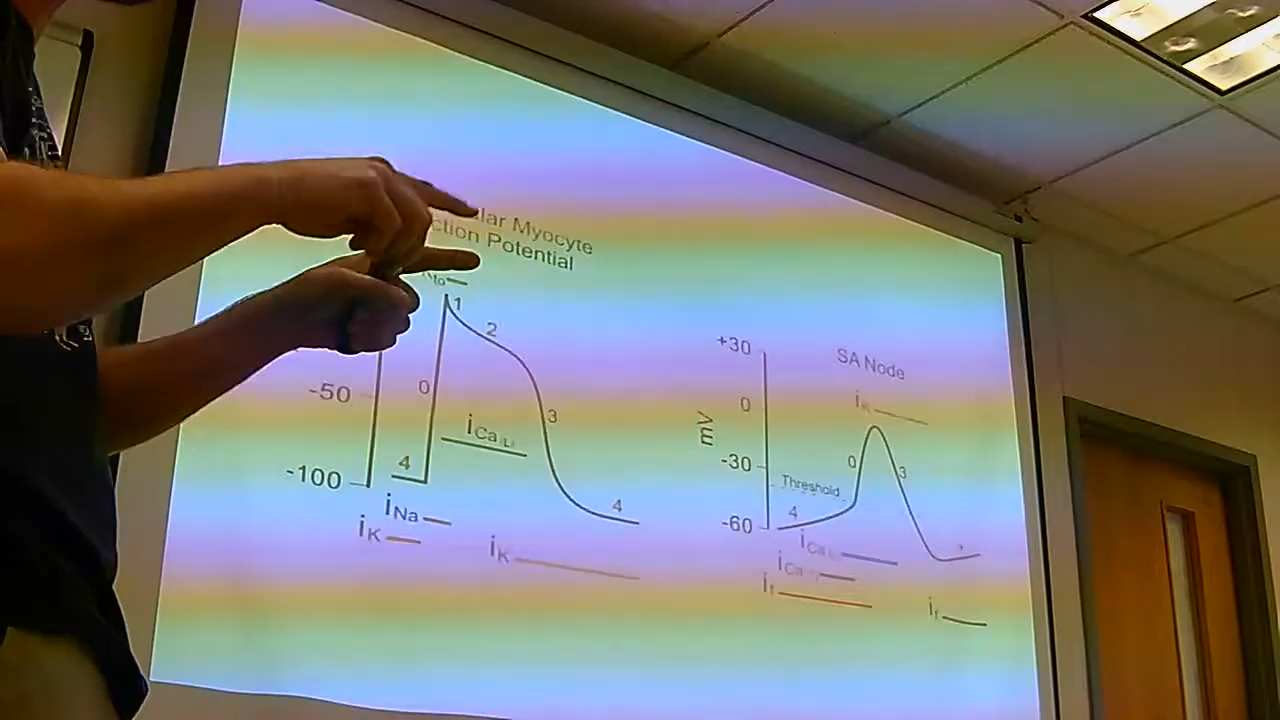 lar Myocyte
ction Potential
to
1
2
-50
0
3
iCa(L)
4
-100
iNa
iK
iK
4
SA Node
+30
iK
0
mV
0
3
-30
Threshold
4
-60
iCa
iCa
if
if